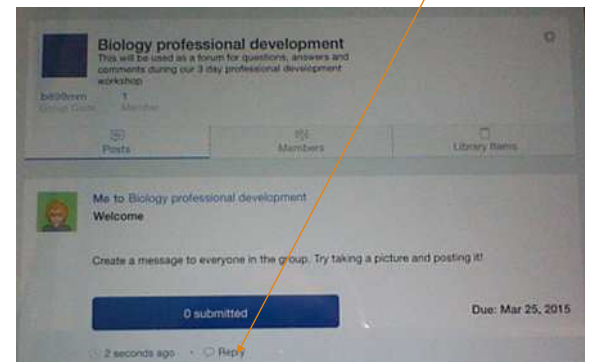 Biology professional development
This will be used as a forum for questions, answers and
comments during our 3 day professional development
workshop
1
Group Code Member
Posts Members Library Items
Me to Biology professional development
Welcome
Create a message to everyone in the group. Try taking a picture and posting it!
0 submitted Due: Mar 25, 2015
2 seconds ago · Reply